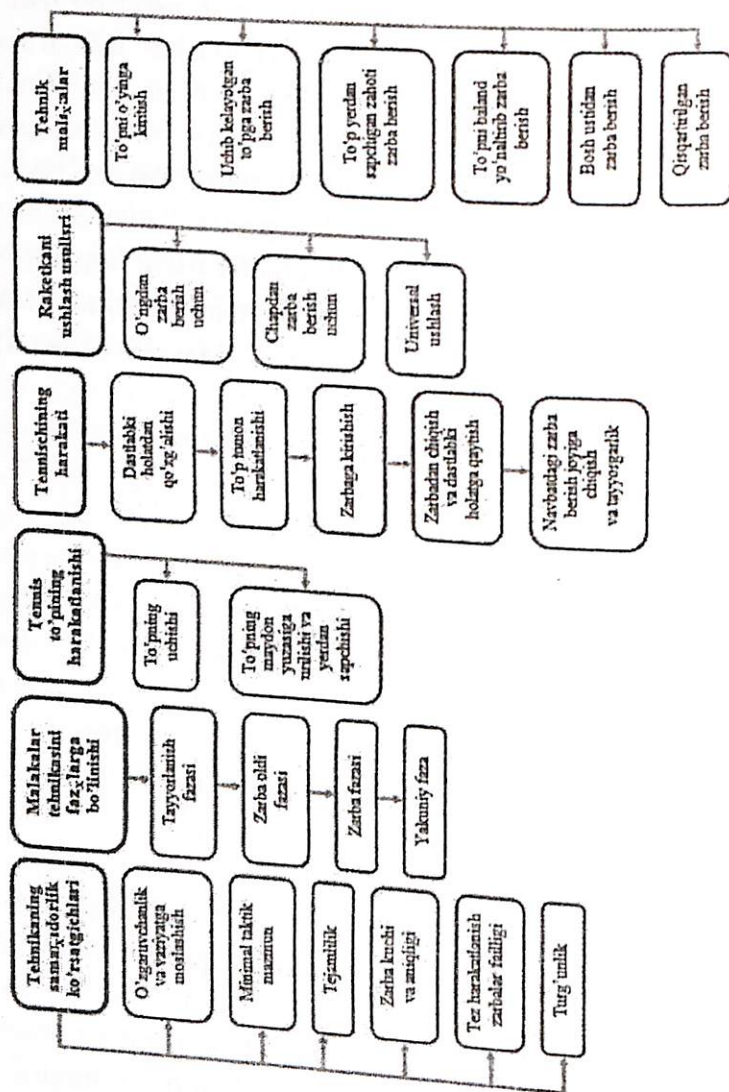 Tehnikaning
samaradorlik
ko'rsatgichlari
O'zgaruvchanlik
va vaziyatga
moslashish
Minimal taktik
mazmun
Tejamlilik
Zarba kuchi
va aniqligi
Tez harakatlanish
zarbalar failligi
Turg'unlik
Malakalar
tehnikasini
fazalarga
bo'linishi
Tayyorlanish
fazasi
Zarba oldi
fazasi
Zarba fazasi
Yakuniy faza
Tennis
to'pining
harakatlanishi
To'pning
uchishi
To'pning
maydon
yuzasiga
urilishi va
yerdan
sapchishi
Tennischining
harakati
Dastlabki
holatdan
qo'zg'alishi
To'p tomon
harakatlanishi
Zarbaga kirishish
Zarbadan chiqish
va dastlabki
holatga qaytish
Navbatdagi zarba
berish joyiga
chiqish
va tayyorgarlik
Raketkani
ushlash usullsri
O'ngdan
zarba
berish
uchun
Chapdan
zarba
berish
uchun
Universal
ushlash
Tehnik
malakalar
To'pni o'yinga
kiritish
Uchib kelayotgan
to'pga zarba
berish
To'p yerdan
sapchigan zahoti
zarba berish
To'pni baland
yo'naltirib zarba
berish
Bosh ustidan
zarba berish
Qisqartirilgan
zarba berish